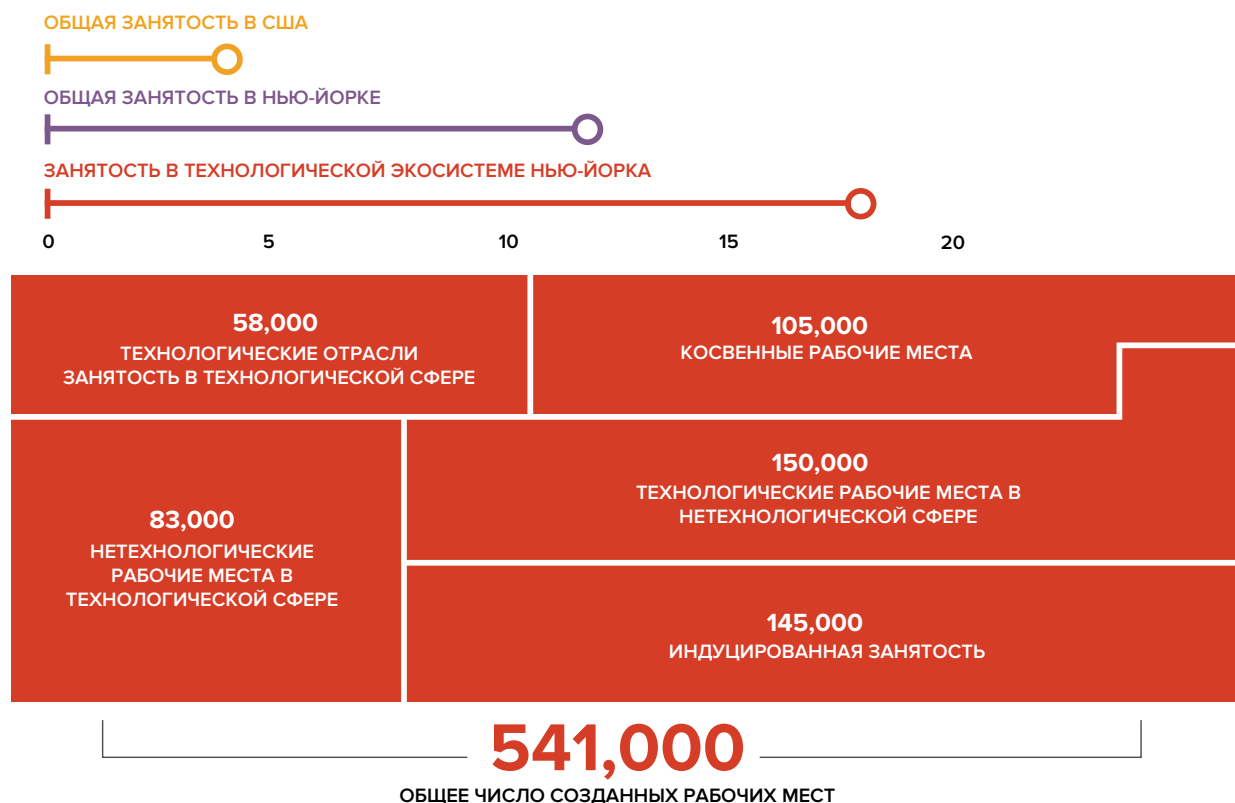 ОБЩАЯ ЗАНЯТОСТЬ В США
ОБЩАЯ ЗАНЯТОСТЬ В НЬЮ-ЙОРКЕ
ЗАНЯТОСТЬ В ТЕХНОЛОГИЧЕСКОЙ ЭКОСИСТЕМЕ НЬЮ-ЙОРКА
0 5 10 15 20
58,000
ТЕХНОЛОГИЧЕСКИЕ ОТРАСЛИ
ЗАНЯТОСТЬ В ТЕХНОЛОГИЧЕСКОЙ СФЕРЕ
105,000
КОСВЕННЫЕ РАБОЧИЕ МЕСТА
83,000
НЕТЕХНОЛОГИЧЕСКИЕ
РАБОЧИЕ МЕСТА В
ТЕХНОЛОГИЧЕСКОЙ СФЕРЕ
150,000
ТЕХНОЛОГИЧЕСКИЕ РАБОЧИЕ МЕСТА В
НЕТЕХНОЛОГИЧЕСКОЙ СФЕРЕ
145,000
ИНДУЦИРОВАННАЯ ЗАНЯТОСТЬ
541,000
ОБЩЕЕ ЧИСЛО СОЗДАННЫХ РАБОЧИХ МЕСТ